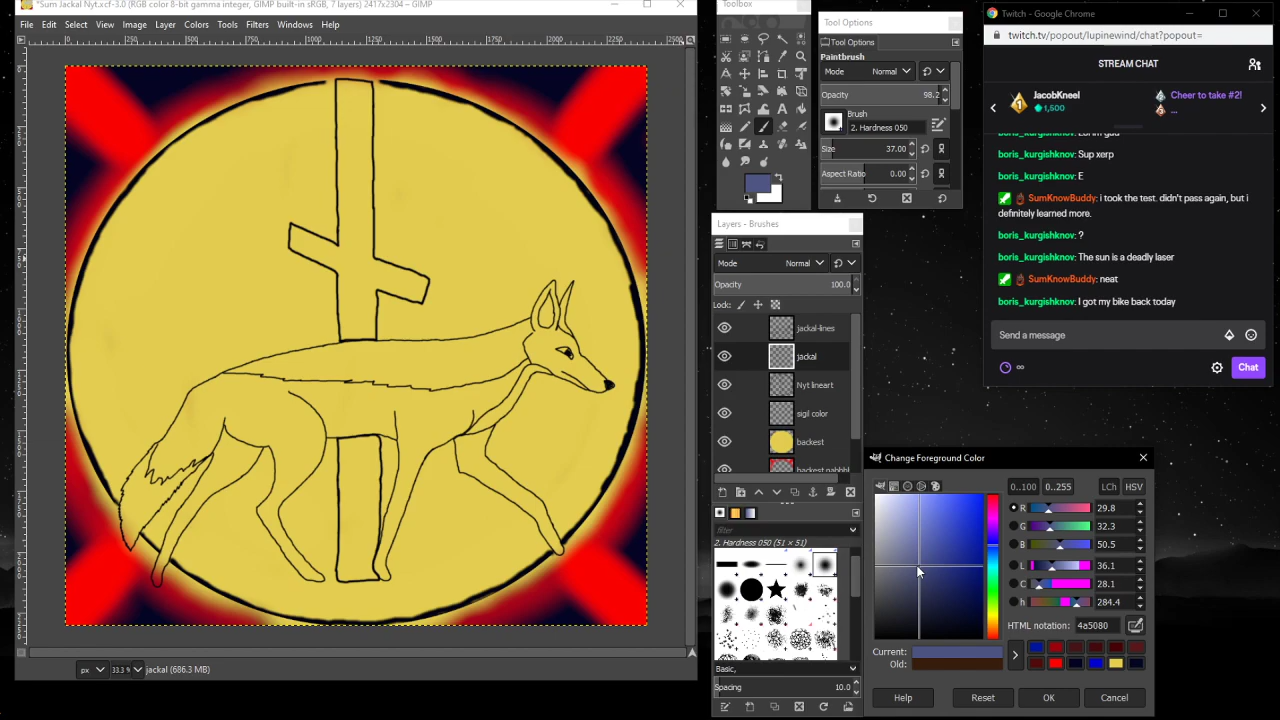 *Sum Jackal Nyt.xcf-3.0 (RGB color 8-bit gamma integer, GIMP built-in sRGB, 7 layers) 2417x2304 – GIMP
File Edit Select View Image Layer Colors Tools Filters Windows Help
px 33.3 jackal (686.3 MB)
Toolbox
Tool Options
Tool Options
Paintbrush
Mode Normal
Opacity 98.2
Brush
2. Hardness 050
Size 37.00
Aspect Ratio 0.00
Layers - Brushes
Mode Normal
Opacity 100.0
Lock:
jackal-lines
jackal
Nyt lineart
sigil color
backest
filter
2. Hardness 050 (51 × 51)
Basic,
Spacing 10.0
Twitch - Google Chrome
twitch.tv/popout/lupinewind/chat?popout=
STREAM CHAT
JacobKneel
1,500
Cheer to take #2!
...
boris_kurgishknov: Sup xerp
boris_kurgishknov: E
SumKnowBuddy: i took the test. didn't pass again, but i
definitely learned more.
boris_kurgishknov: ?
boris_kurgishknov: The sun is a deadly laser
SumKnowBuddy: neat
boris_kurgishknov: I got my bike back today
Send a message
Chat
Change Foreground Color
0..100 0..255 LCh HSV
R 29.8
G 32.3
B 50.5
L 36.1
C 28.1
h 284.4
HTML notation: 4a5080
Current:
Old:
Help Reset OK Cancel